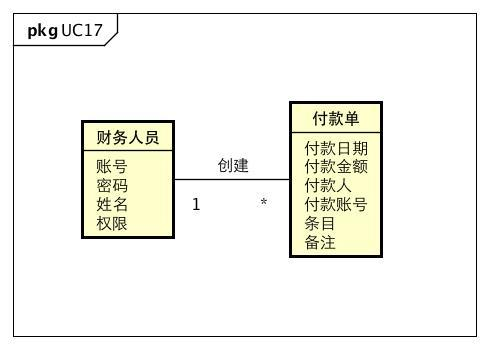 pkg UC17
财务人员
账号
密码
姓名
权限
创建
1
*
付款单
付款日期
付款金额
付款人
付款账号
条目
备注